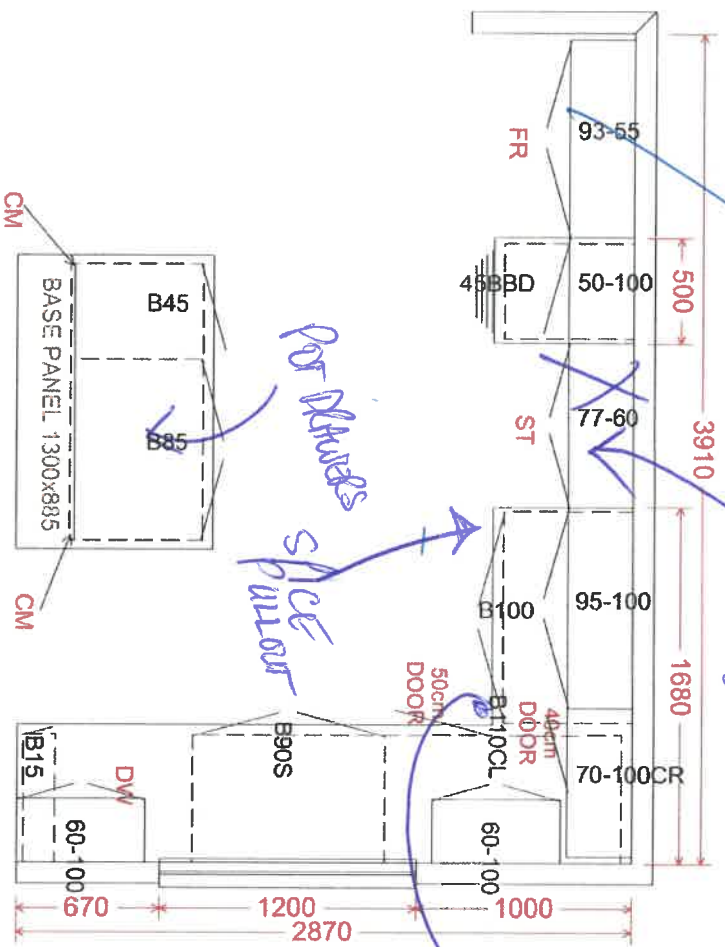 93-55
FR
50-100
45BBD
500
3910
77-60
ST
95-100
B100
1680
70-100CR
40cm
DOOR
B110CL
50cm
DOOR
B90S
B15
DW
60-100
60-100
670
1200
1000
2870
B45
B85
BASE PANEL 1300x885
CM
CM
POT DRAWERS
SPICE
PULLOUT